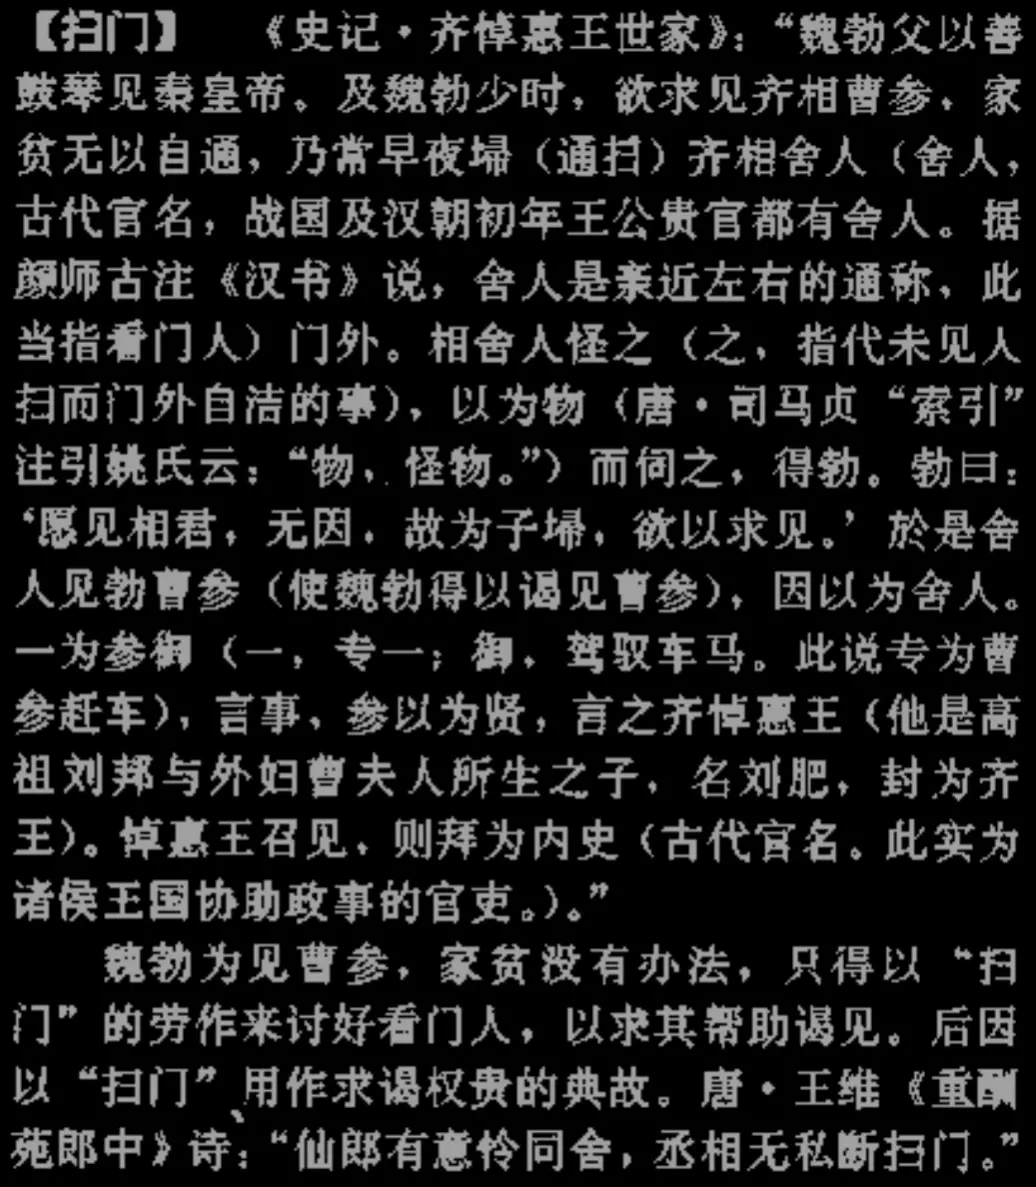 【扫门】 《史记·齐悼惠王世家》：“魏勃父以善
鼓琴见秦皇帝。及魏勃少时，欲求见齐相曹参，家
贫无以自通，乃常早夜埽（通扫）齐相舍人（舍人，
古代官名，战国及汉朝初年王公贵官都有舍人。据
颜师古注《汉书》说，舍人是亲近左右的通称，此
当指看门人）门外。相舍人怪之（之，指代未见人
扫而门外自洁的事），以为物（唐·司马贞“索引”
注引姚氏云：“物，怪物。”）而伺之，得勃。勃曰：
‘愿见相君，无因，故为子埽，欲以求见。’於是舍
人见勃曹参（使魏勃得以谒见曹参），因以为舍人。
一为参御（一，专一；御，驾驭车马。此说专为曹
参赶车），言事，参以为贤，言之齐悼惠王（他是高
祖刘邦与外妇曹夫人所生之子，名刘肥，封为齐
王）。悼惠王召见，则拜为内史（古代官名。此实为
诸侯王国协助政事的官吏。）。”
魏勃为见曹参，家贫没有办法，只得以“扫
门”的劳作来讨好看门人，以求其帮助谒见。后因
以“扫门”用作求谒权贵的典故。唐·王维《重酬
苑郎中》诗：“仙郎有意怜同舍，丞相无私断扫门。”